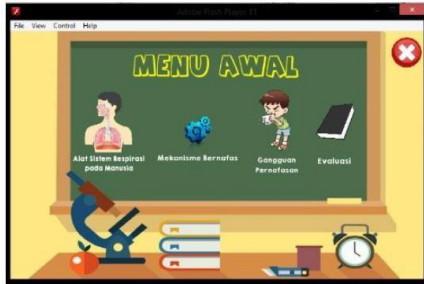 Adobe Flash Player 11
File View Control Help
MENU AWAL
Alat Sistem Respirasi
pada Manusia
Mekanisme Bernafas
Gangguan
Pernafasan
Evaluasi